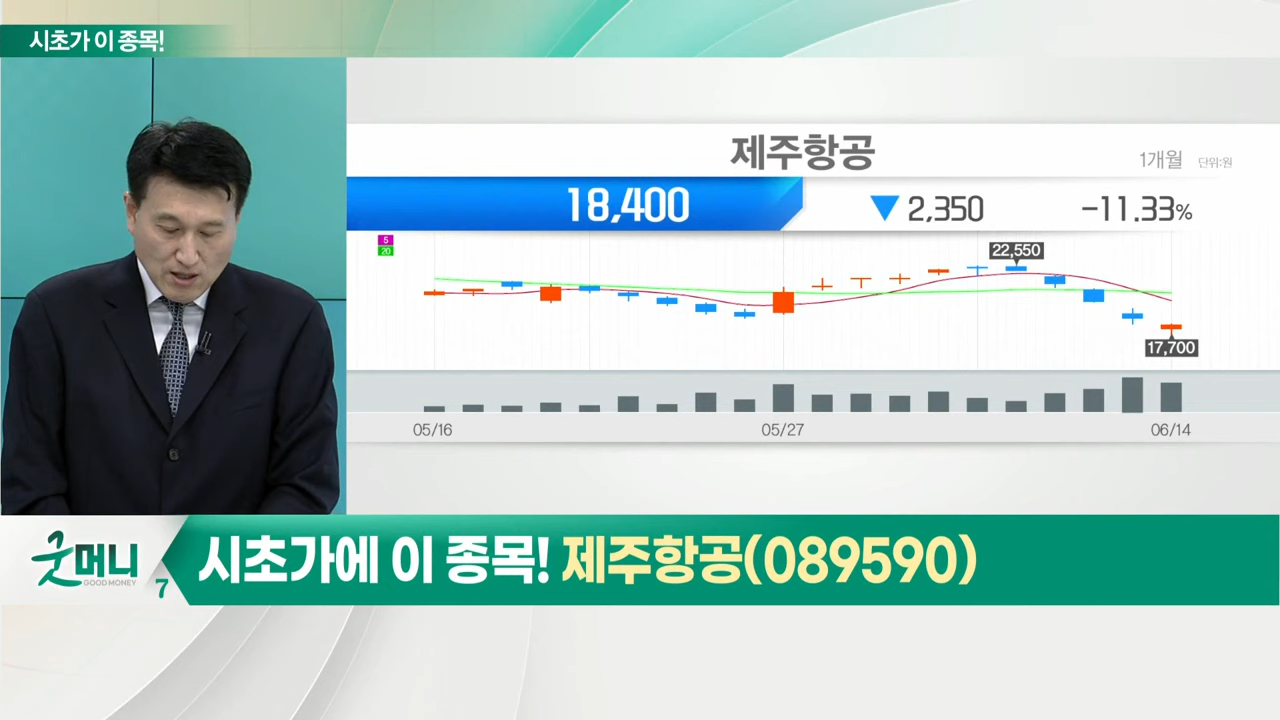 시초가 이 종목!
제주항공
1개월 단위:원
18,400 ▼ 2,350 -11.33%
5
20
22,550
17,700
05/16 05/27 06/14
굿머니
GOOD MONEY
7
시초가에 이 종목! 제주항공(089590)